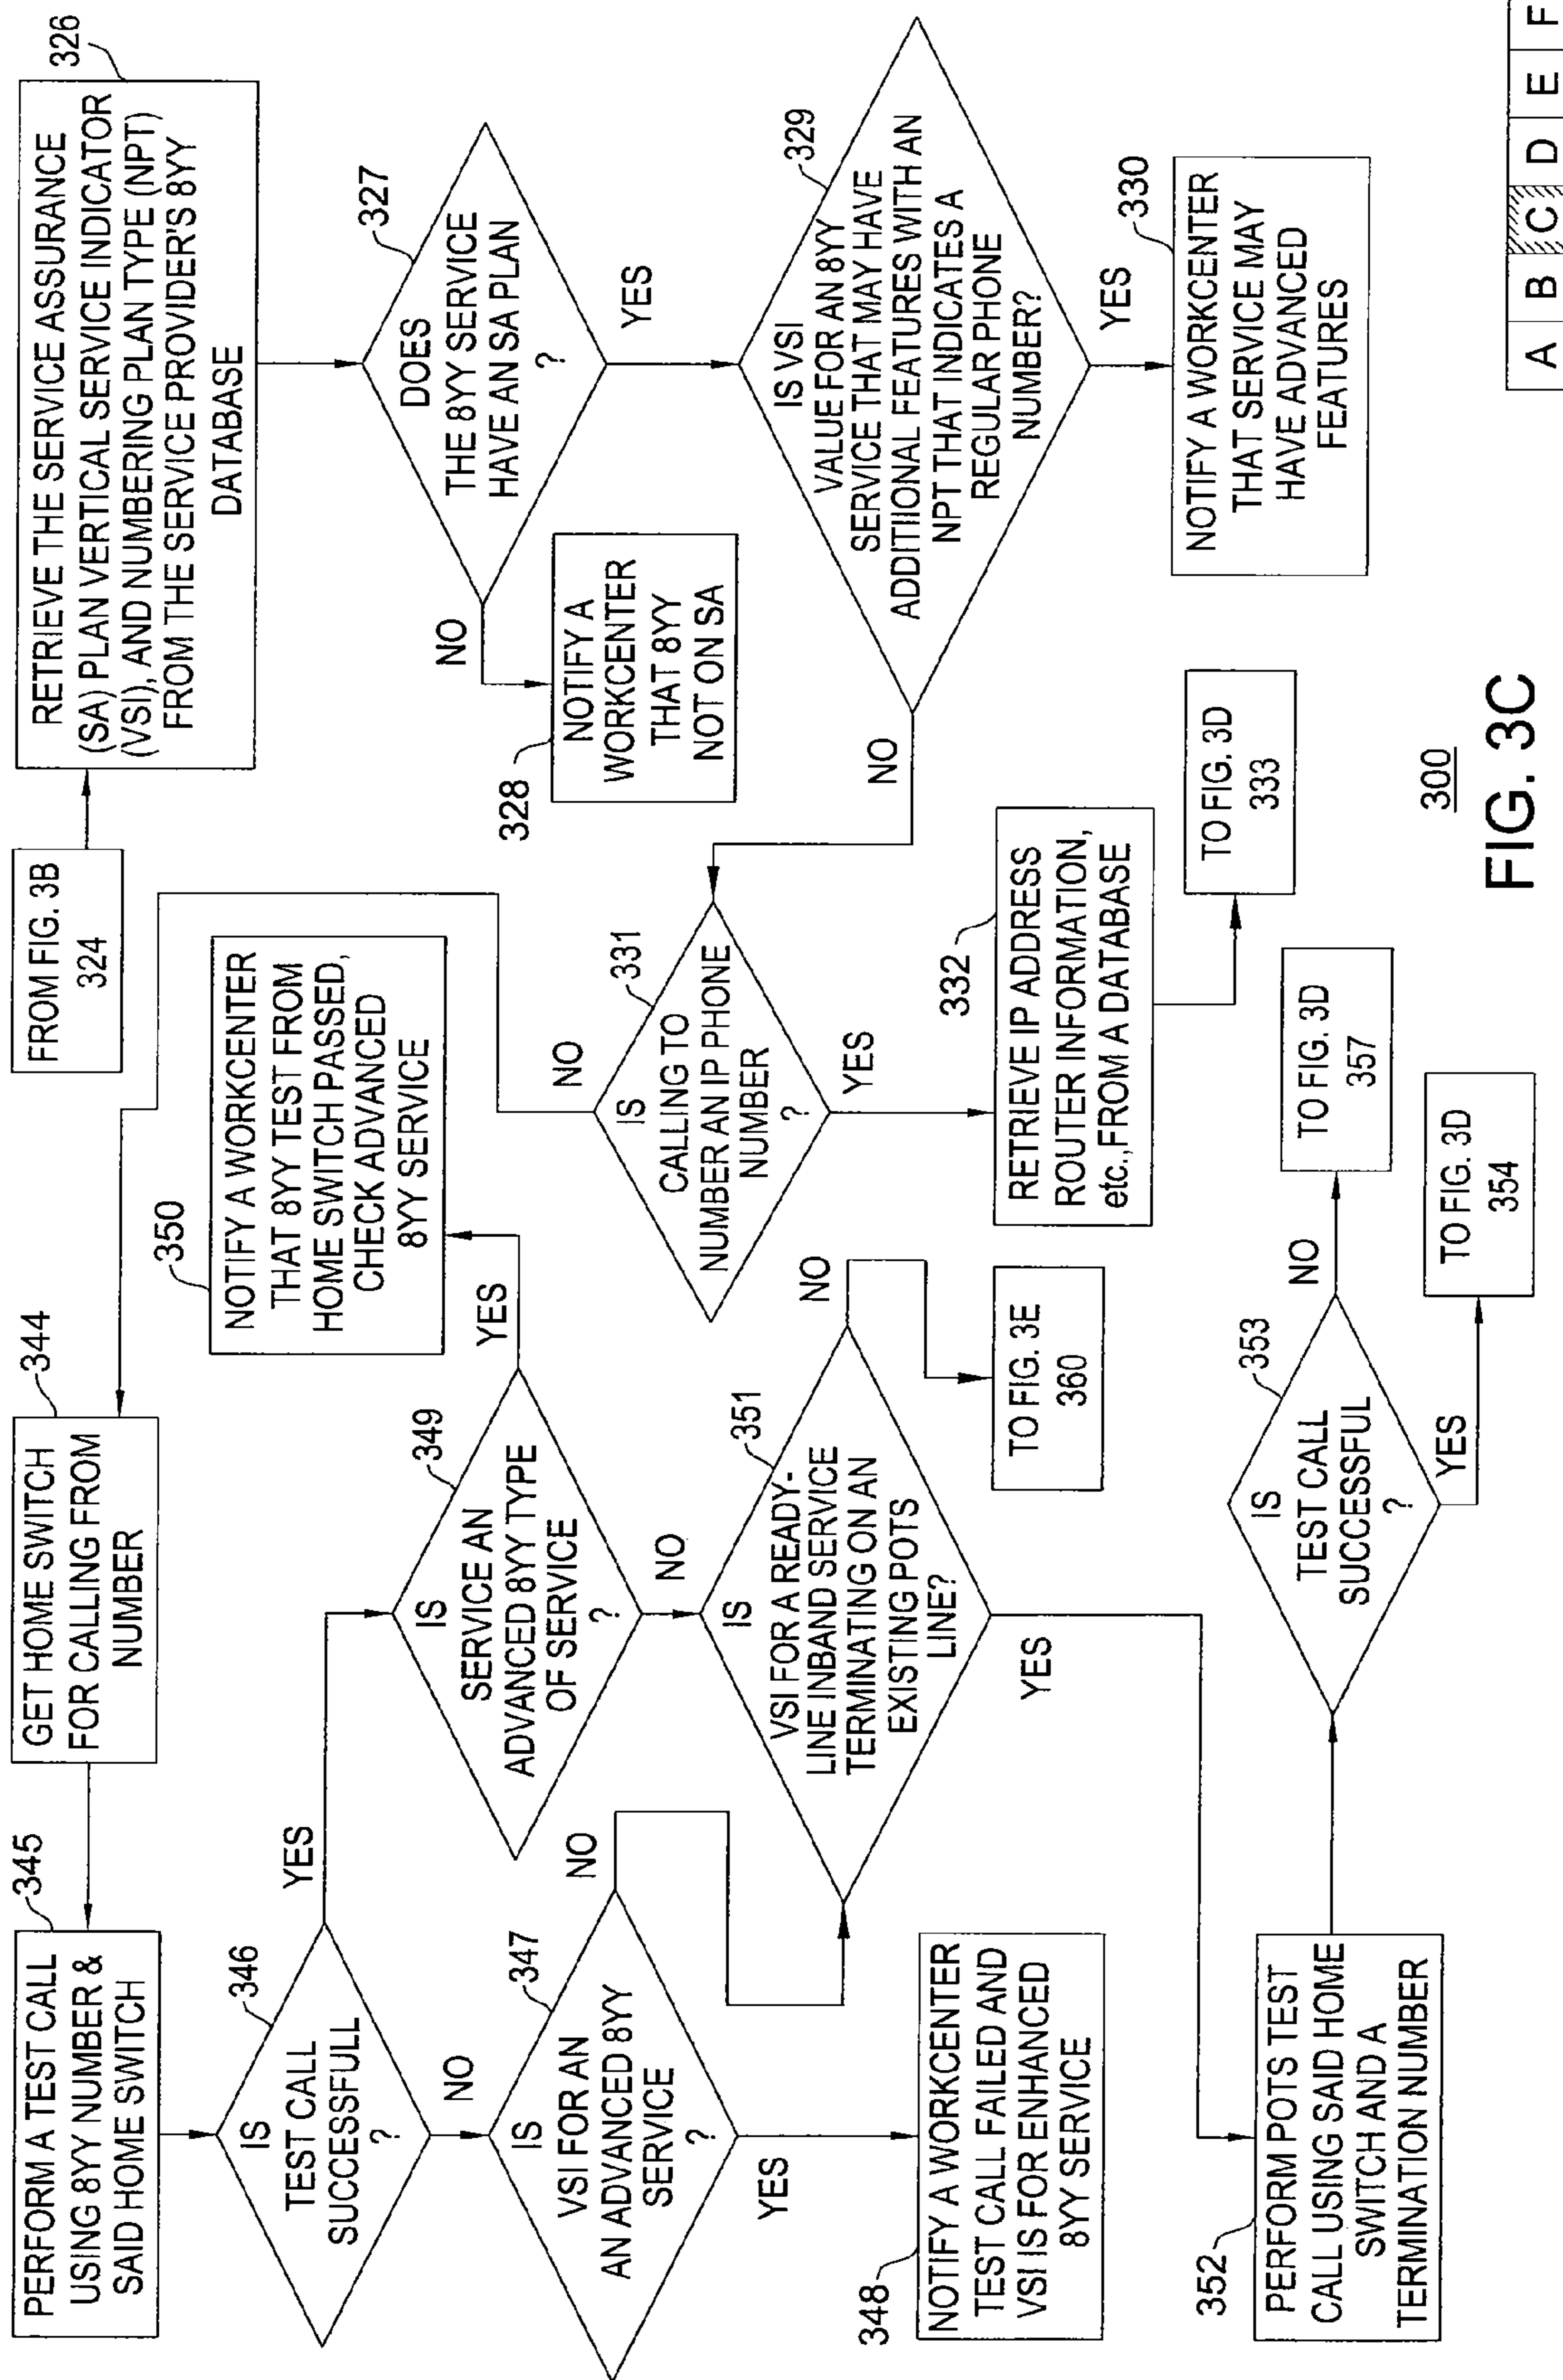 FROM FIG. 3B
324
RETRIEVE THE SERVICE ASSURANCE
(SA) PLAN VERTICAL SERVICE INDICATOR
(VSI), AND NUMBERING PLAN TYPE (NPT)
FROM THE SERVICE PROVIDER'S 8YY
DATABASE
326
DOES
THE 8YY SERVICE
HAVE AN SA PLAN
?
327
NO
YES
328
NOTIFY A
WORKCENTER
THAT 8YY
NOT ON SA
IS VSI
VALUE FOR AN 8YY
SERVICE THAT MAY HAVE
ADDITIIONAL FEATURES WITH AN
NPT THAT INDICATES A
REGULAR PHONE
NUMBER?
329
NO
YES
330
NOTIFY A WORKCENTER
THAT SERVICE MAY
HAVE ADVANCED
FEATURES
IS
CALLING TO
NUMBER AN IP PHONE
NUMBER
?
331
NO
YES
332
RETRIEVE IP ADDRESS
ROUTER INFORMATION,
etc.,FROM A DATABASE
TO FIG. 3D
333
344
GET HOME SWITCH
FOR CALLING FROM
NUMBER
345
PERFORM A TEST CALL
USING 8YY NUMBER &
SAID HOME SWITCH
IS
TEST CALL
SUCCESSFULL
?
346
YES
NO
IS
VSI FOR AN
AN ADVANCED 8YY
SERVICE
?
347
NO
YES
348
NOTIFY A WORKCENTER
TEST CALL FAILED AND
VSI IS FOR ENHANCED
8YY SERVICE
IS
SERVICE AN
ADVANCED 8YY TYPE
OF SERVICE
?
349
YES
NO
350
NOTIFY A WORKCENTER
THAT 8YY TEST FROM
HOME SWITCH PASSED,
CHECK ADVANCED
8YY SERVICE
IS
VSI FOR A READY-
LINE INBAND SERVICE
TERMINATING ON AN
EXISTING POTS
LINE?
351
NO
YES
TO FIG. 3E
360
352
PERFORM POTS TEST
CALL USING SAID HOME
SWITCH AND A
TERMINATION NUMBER
IS
TEST CALL
SUCCESSFUL
?
353
NO
YES
TO FIG. 3D
357
TO FIG. 3D
354
300
FIG. 3C
A B C D E F